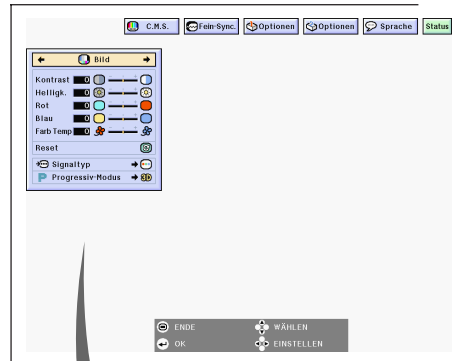 C.M.S. Fein-Sync. Optionen Optionen Sprache Status
Bild
Kontrast 0
Helligk. 0
Rot 0
Blau 0
Farb Temp 0
Reset
Signaltyp
P Progressiv-Modus
ENDE WÄHLEN
OK EINSTELLEN